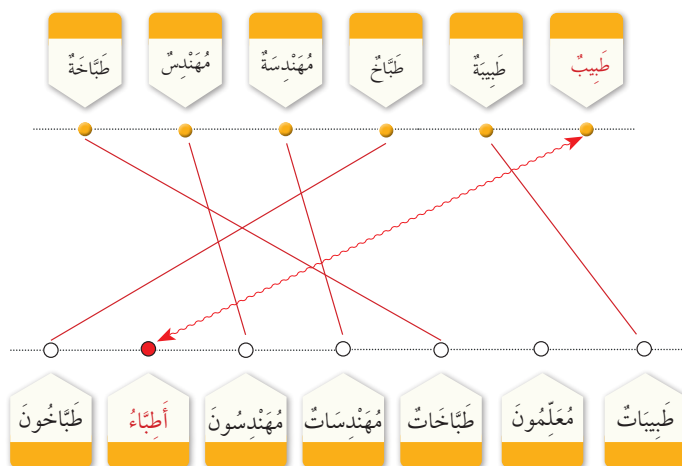 طَبِيبٌ طَبِيبَةٌ طَبَّاخٌ مُهَنْدِسَةٌ مُهَنْدِسٌ طَبَّاخَةٌ
طَبِيبَاتٌ مُعَلِّمُونَ طَبَّاخَاتٌ مُهَنْدِسَاتٌ مُهَنْدِسُونَ أَطِبَّاءُ طَبَّاخُونَ